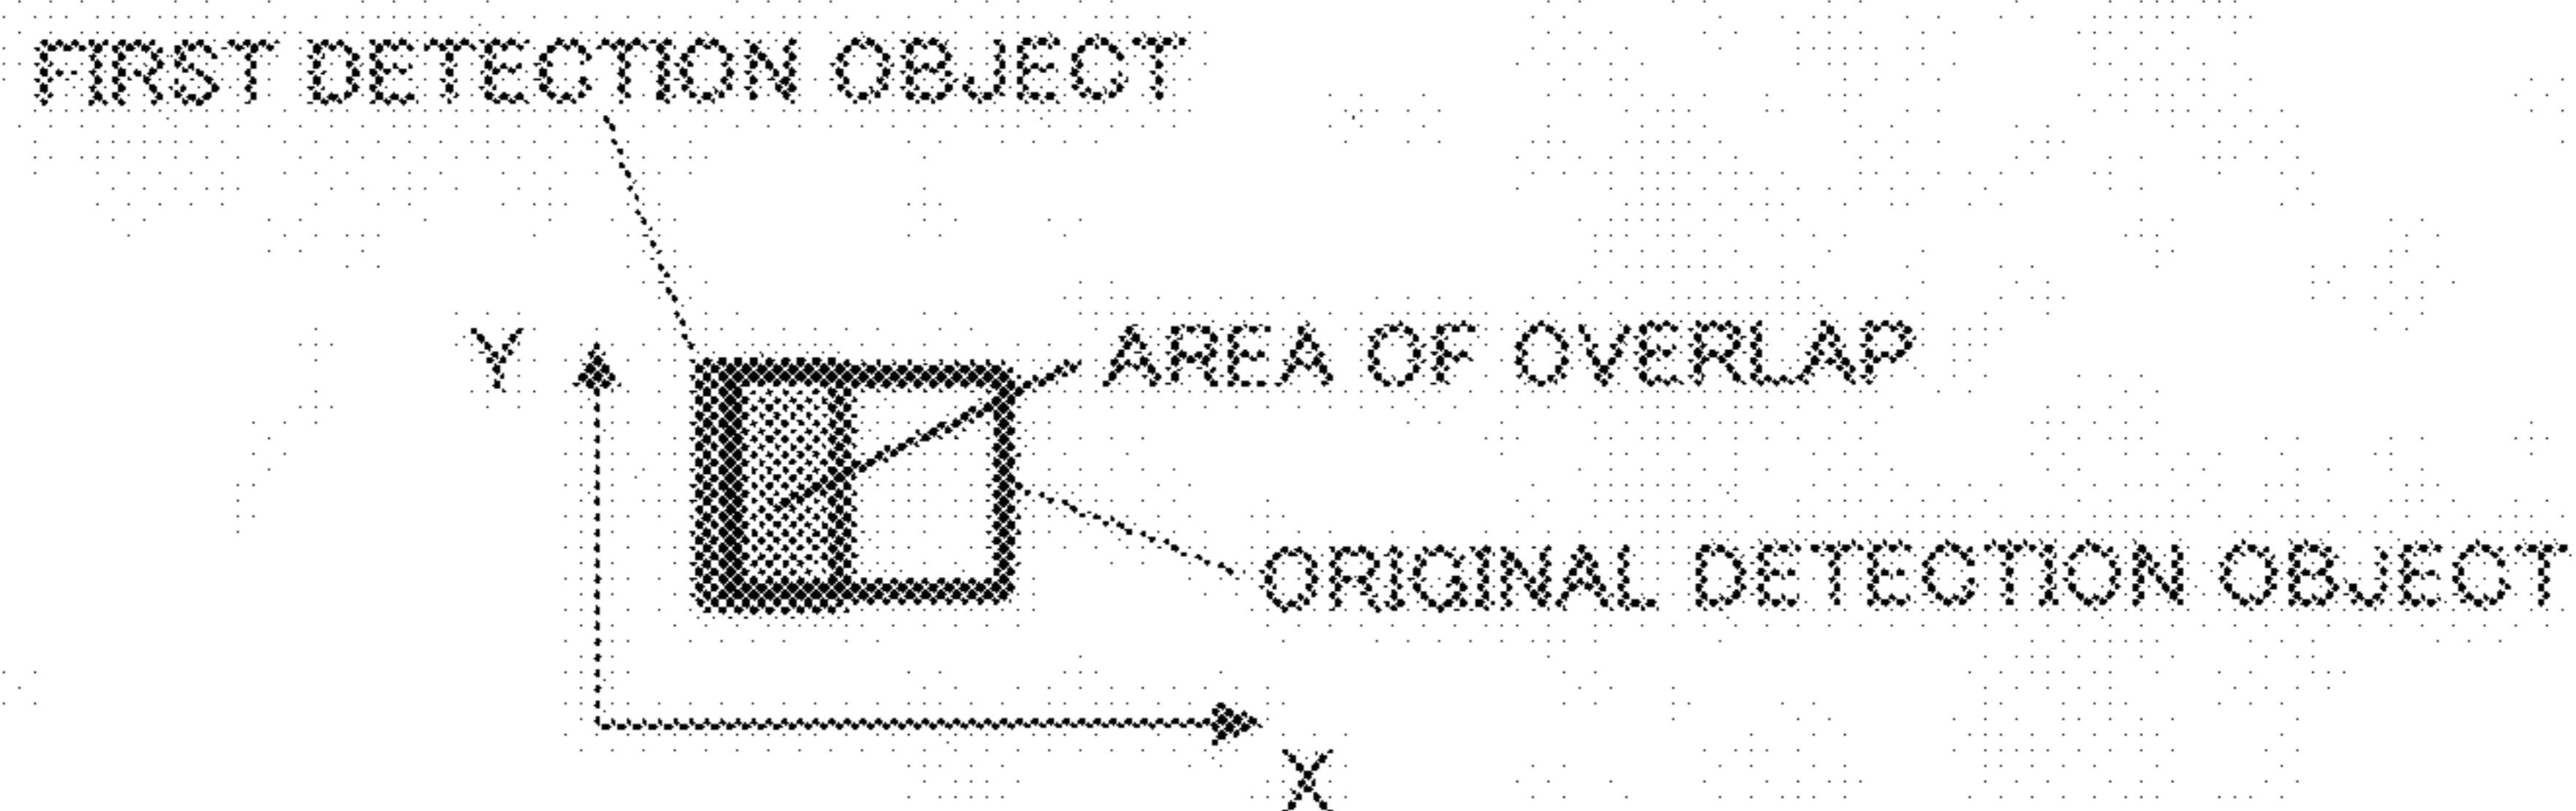 FIRST DETECTION OBJECT
Y
AREA OF OVERLAP
ORIGINAL DETECTION OBJECT
X